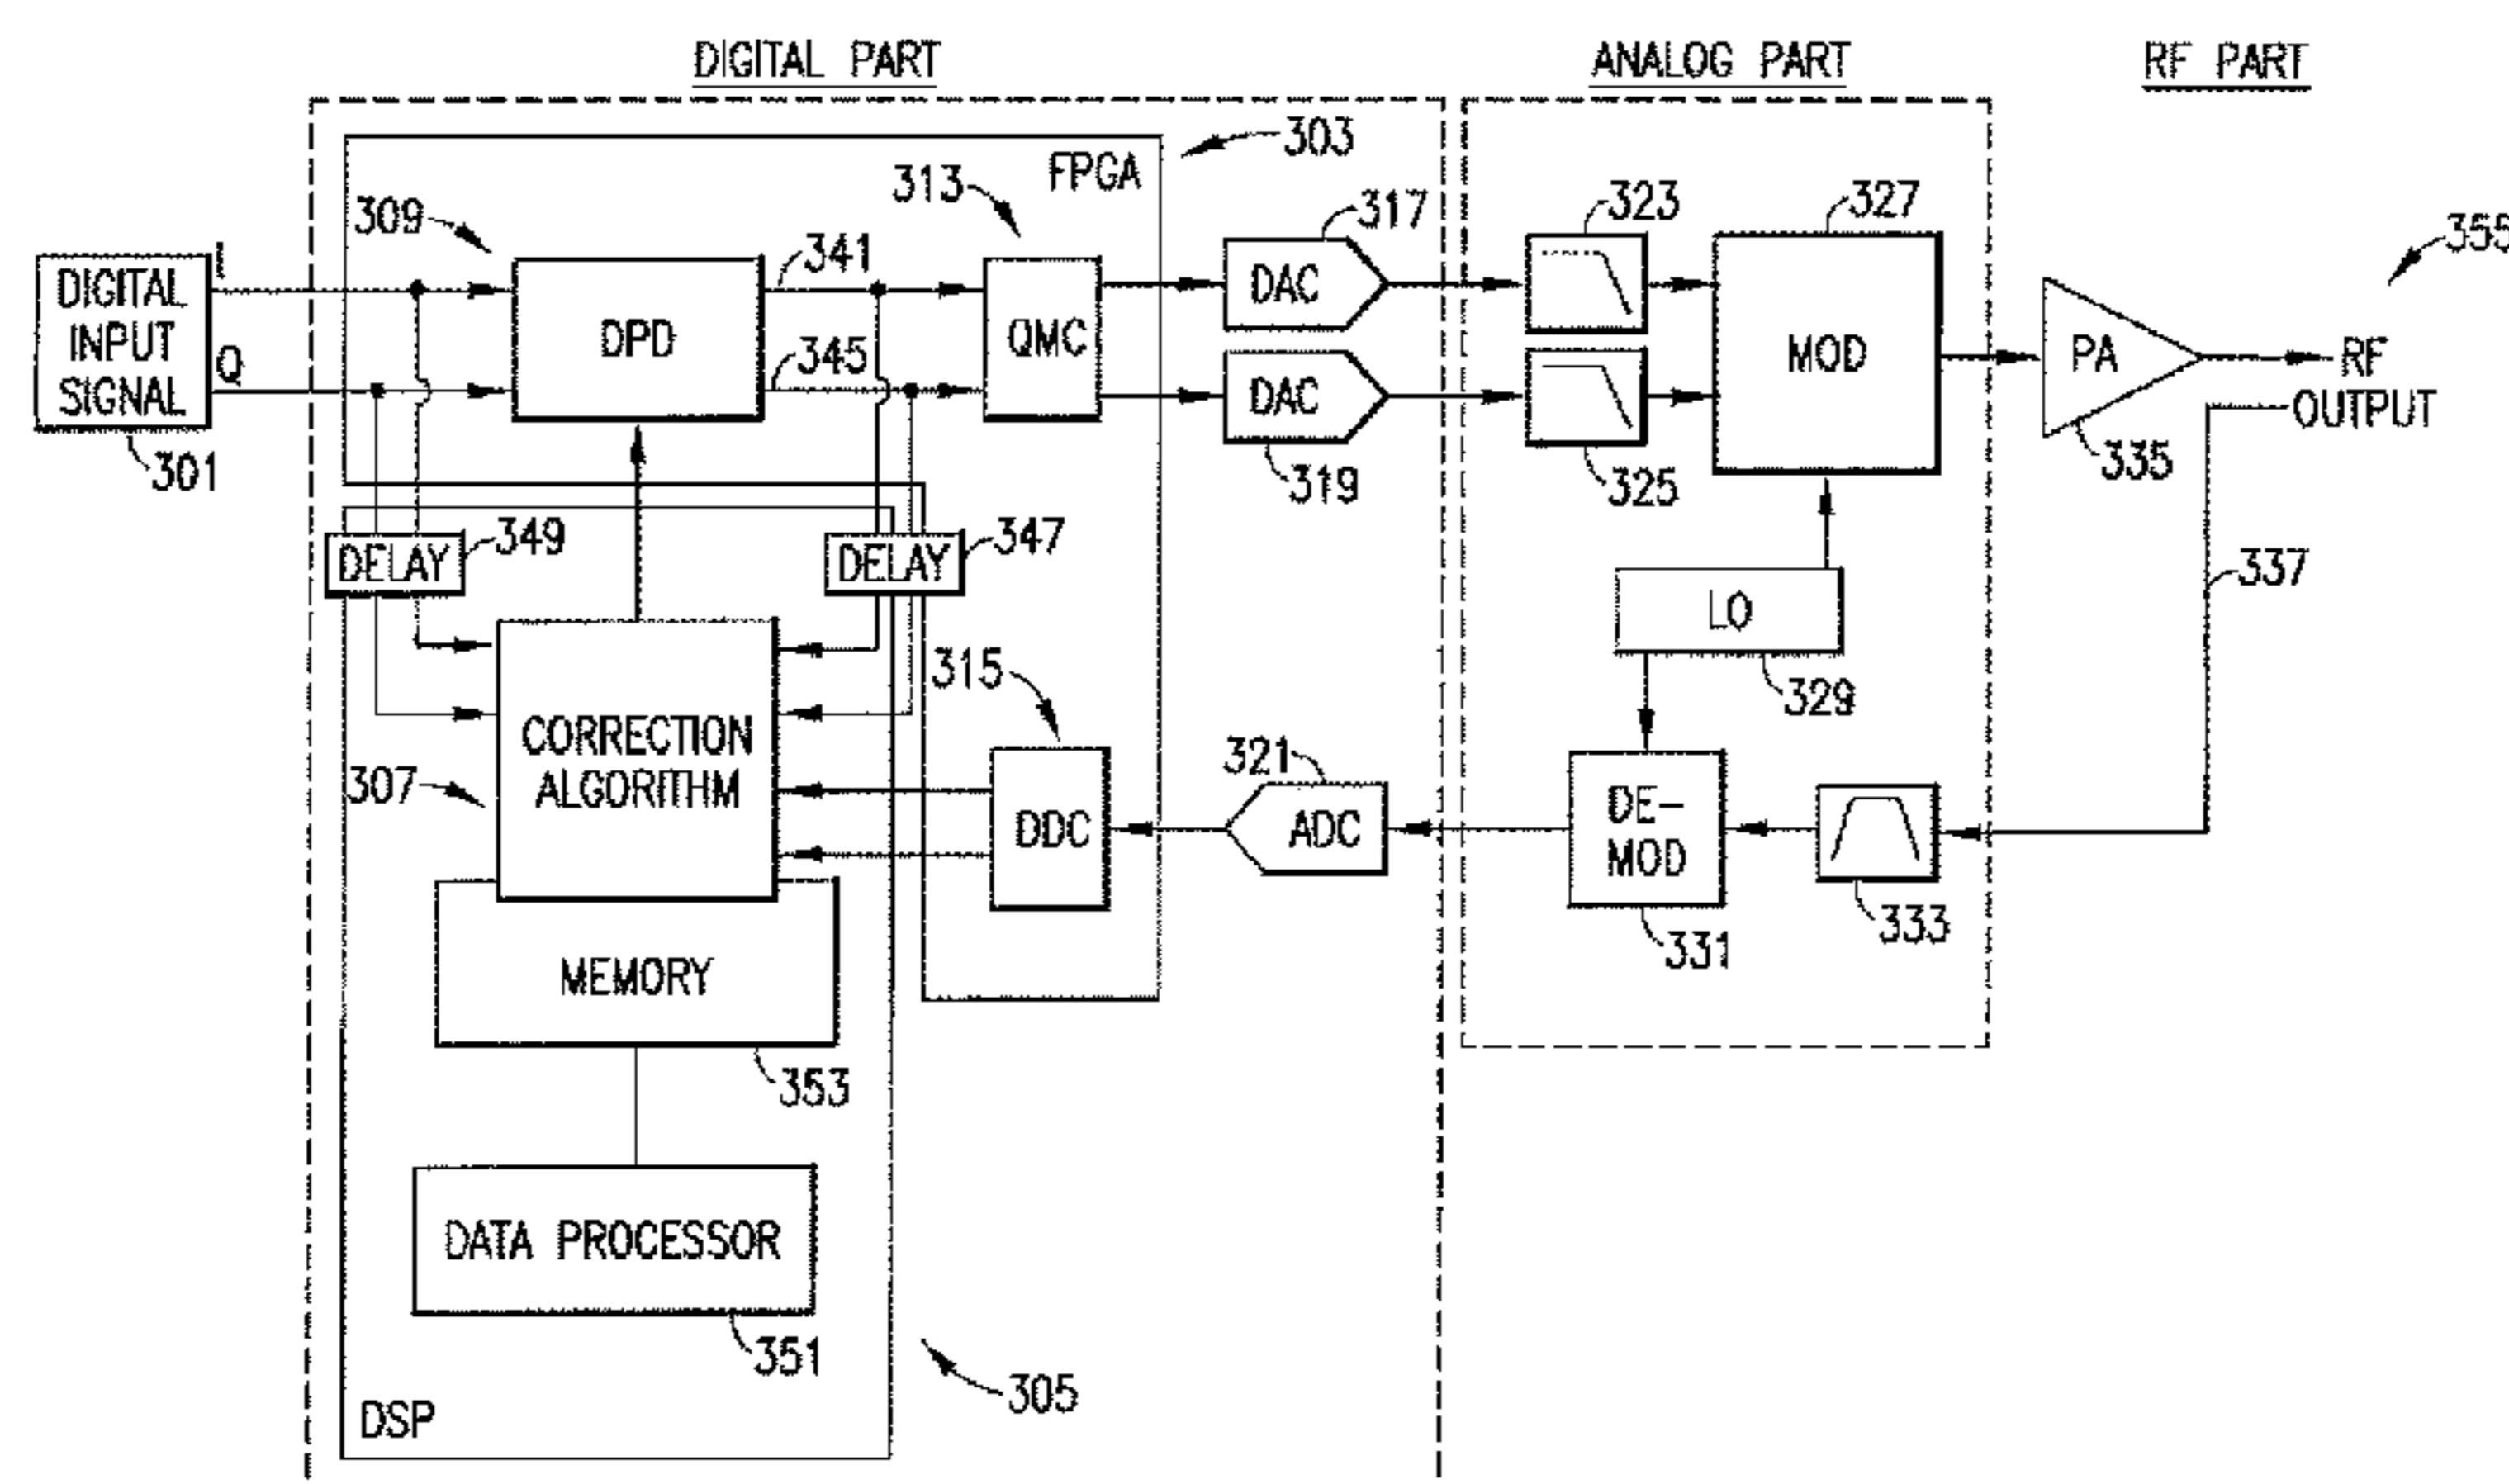 DIGITAL PART
ANALOG PART
RF PART
303
FPGA
313
309
317
323
327
I
341
DIGITAL
INPUT
SIGNAL
DPD
QMC
DAC
MOD
PA
RF
OUTPUT
Q
345
DAC
301
319
325
335
349
347
DELAY
DELAY
337
LO
315
329
CORRECTION
ALGORITHM
321
307
DDC
ADC
DE-
MOD
333
331
MEMORY
353
DATA PROCESSOR
351
305
DSP